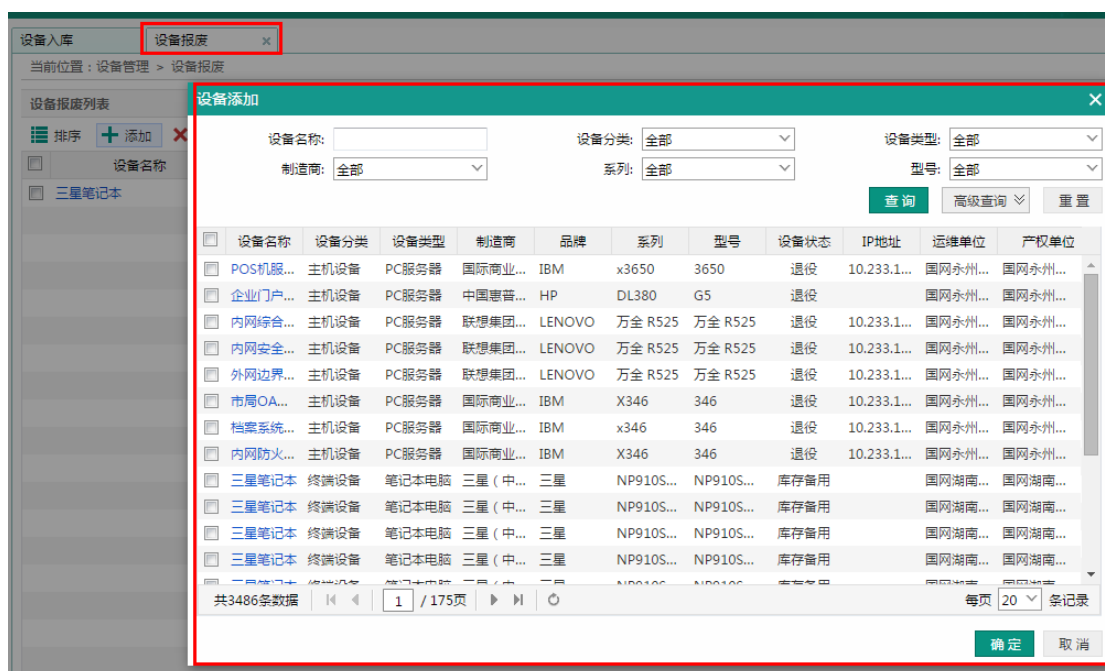 设备入库 设备报废
当前位置：设备管理 > 设备报废
设备报废列表
排序 添加
设备名称
三星笔记本
设备添加
设备名称: 设备分类: 全部 设备类型: 全部
制造商: 全部 系列: 全部 型号: 全部
查询 高级查询 重置
设备名称 设备分类 设备类型 制造商 品牌 系列 型号 设备状态 IP地址 运维单位 产权单位
POS机服... 主机设备 PC服务器 国际商业... IBM x3650 3650 退役 10.233.1... 国网永州... 国网永州...
企业门户... 主机设备 PC服务器 中国惠普... HP DL380 G5 退役 国网永州... 国网永州...
内网综合... 主机设备 PC服务器 联想集团... LENOVO 万全 R525 万全 R525 退役 10.233.1... 国网永州... 国网永州...
内网安全... 主机设备 PC服务器 联想集团... LENOVO 万全 R525 万全 R525 退役 10.233.1... 国网永州... 国网永州...
外网边界... 主机设备 PC服务器 联想集团... LENOVO 万全 R525 万全 R525 退役 10.233.1... 国网永州... 国网永州...
市局OA... 主机设备 PC服务器 国际商业... IBM X346 346 退役 10.233.1... 国网永州... 国网永州...
档案系统... 主机设备 PC服务器 国际商业... IBM x346 346 退役 10.233.1... 国网永州... 国网永州...
内网防火... 主机设备 PC服务器 国际商业... IBM X346 346 退役 10.233.1... 国网永州... 国网永州...
三星笔记本 终端设备 笔记本电脑 三星（中... 三星 NP910S... NP910S... 库存备用 国网湖南... 国网湖南...
三星笔记本 终端设备 笔记本电脑 三星（中... 三星 NP910S... NP910S... 库存备用 国网湖南... 国网湖南...
三星笔记本 终端设备 笔记本电脑 三星（中... 三星 NP910S... NP910S... 库存备用 国网湖南... 国网湖南...
三星笔记本 终端设备 笔记本电脑 三星（中... 三星 NP910S... NP910S... 库存备用 国网湖南... 国网湖南...
共3486条数据 1 / 175页 每页 20 条记录
确定 取消